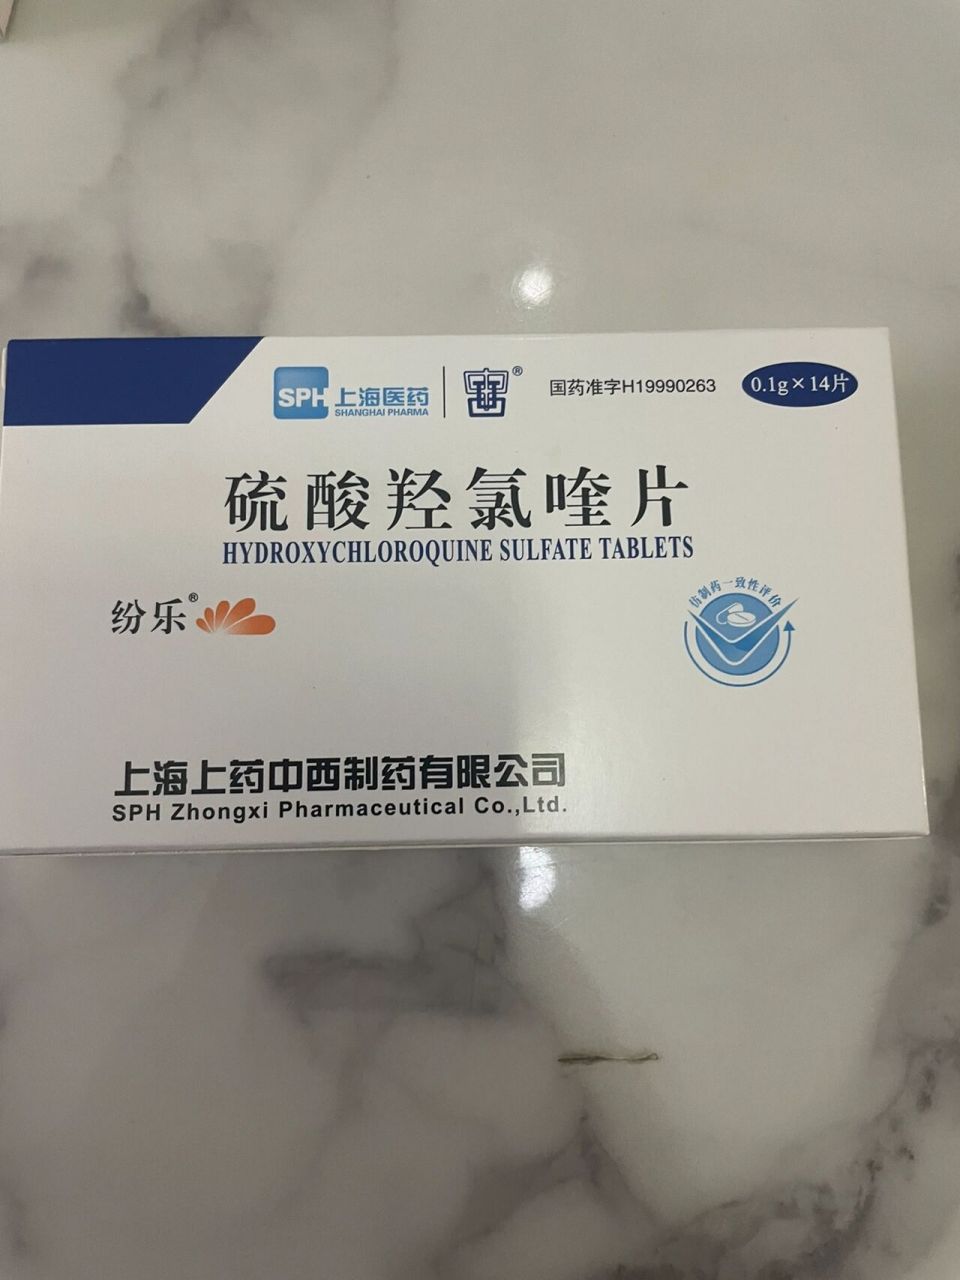 SPH 上海医药
SHANGHAI PHARMA
®
国药准字H19990263
0.1g×14片
硫酸羟氯喹片
HYDROXYCHLOROQUINE SULFATE TABLETS
纷乐®
仿制药一致性评价
上海上药中西制药有限公司
SPH Zhongxi Pharmaceutical Co.,Ltd.